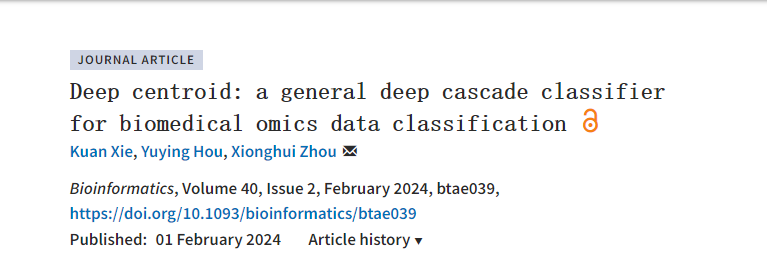 JOURNAL ARTICLE
Deep centroid: a general deep cascade classifier
for biomedical omics data classification
Kuan Xie, Yuying Hou, Xionghui Zhou
Bioinformatics, Volume 40, Issue 2, February 2024, btae039,
https://doi.org/10.1093/bioinformatics/btae039
Published: 01 February 2024 Article history ▾